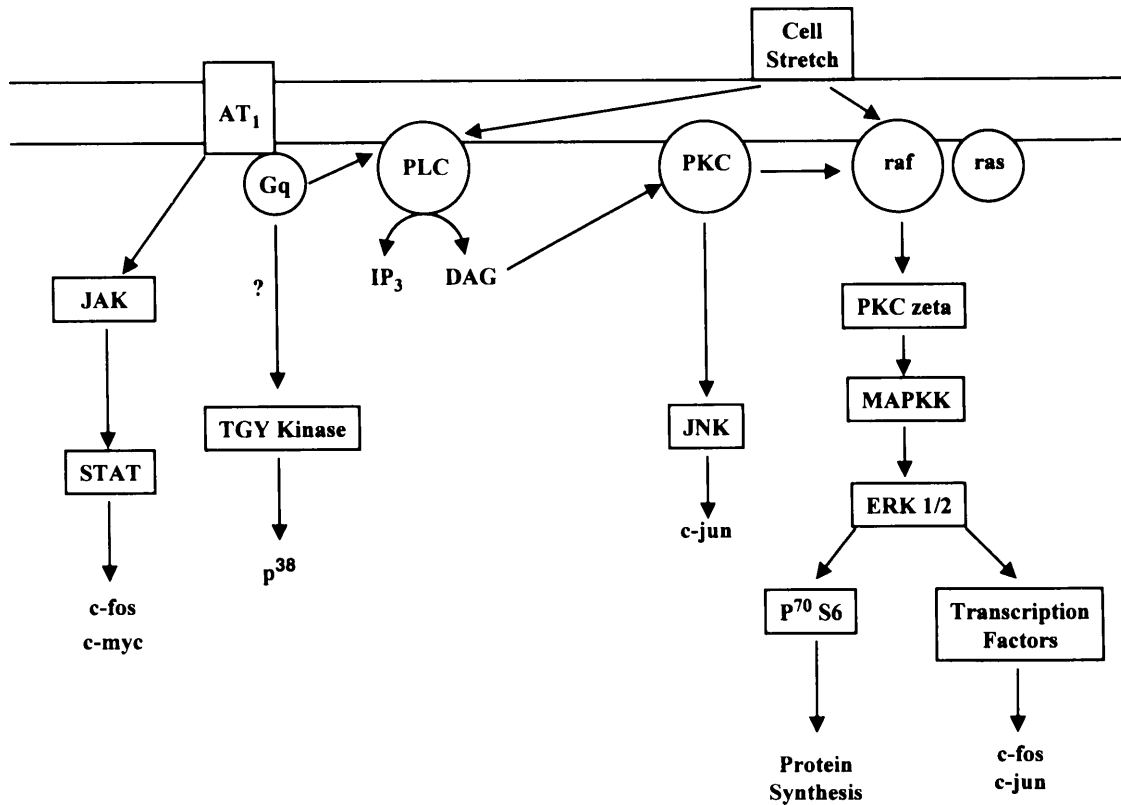 Cell
Stretch
AT1
Gq
PLC
PKC
raf
ras
IP3
DAG
?
JAK
PKC zeta
MAPKK
TGY Kinase
JNK
STAT
ERK 1/2
c-jun
p38
c-fos
c-myc
P70 S6
Transcription
Factors
Protein
Synthesis
c-fos
c-jun